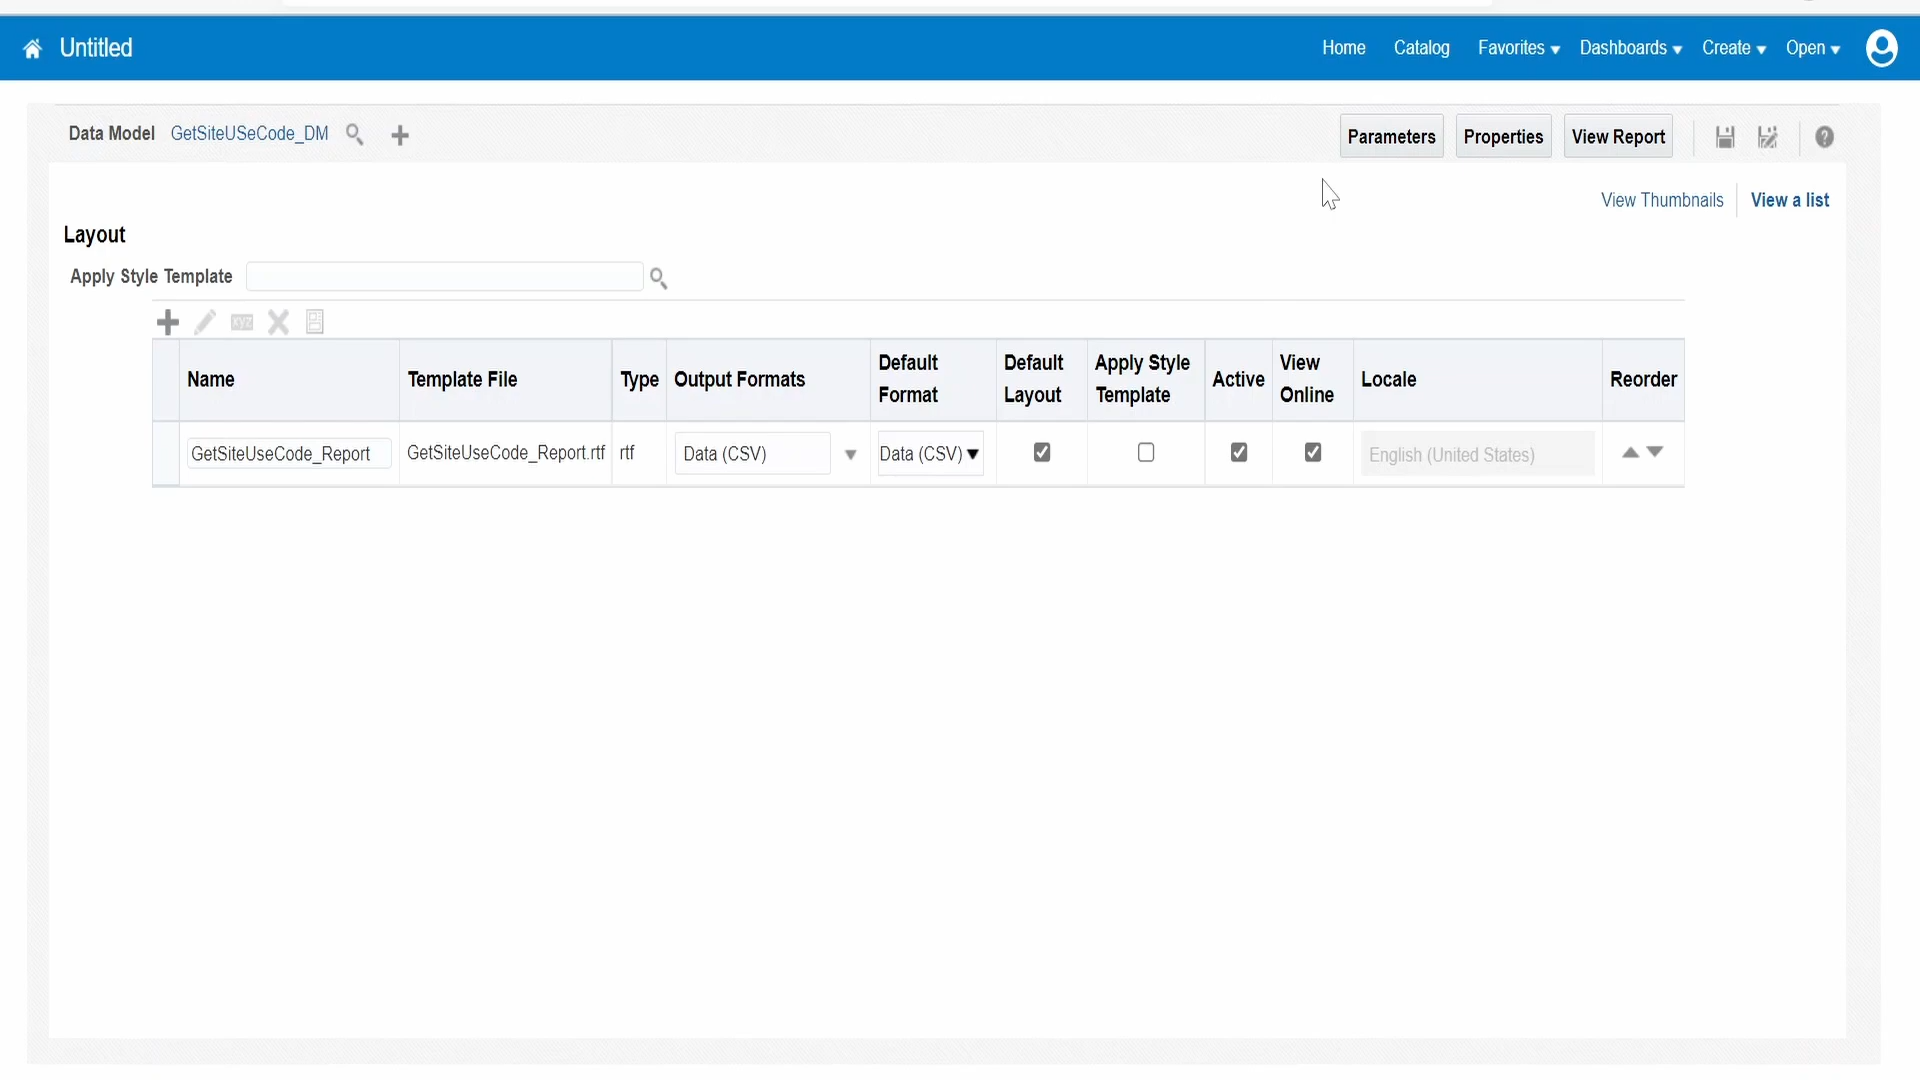 Untitled
Home Catalog Favorites Dashboards Create Open
Data Model GetSiteUSeCode_DM
Parameters Properties View Report
View Thumbnails View a list
Layout
Apply Style Template
xyz
Name Template File Type Output Formats Default Format Default Layout Apply Style Template Active View Online Locale Reorder
GetSiteUseCode_Report GetSiteUseCode_Report.rtf rtf Data (CSV) Data (CSV) English (United States)